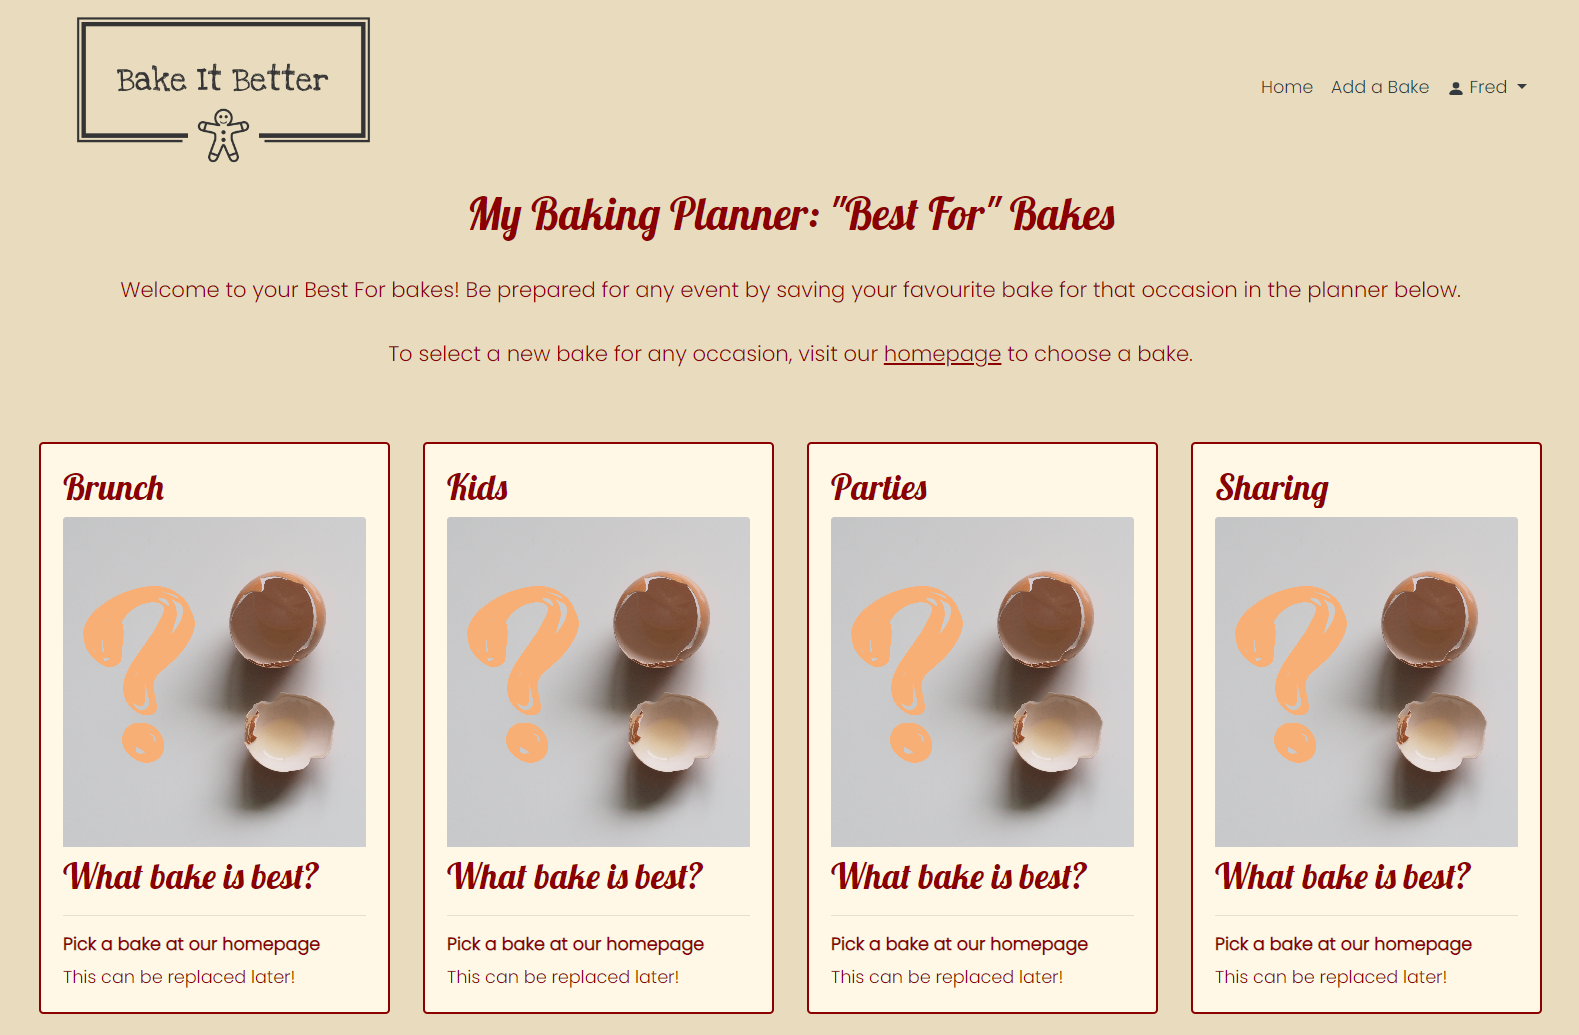 Bake It Better
Home Add a Bake Fred
My Baking Planner: "Best For" Bakes
Welcome to your Best For bakes! Be prepared for any event by saving your favourite bake for that occasion in the planner below.
To select a new bake for any occasion, visit our homepage to choose a bake.
Brunch
?
What bake is best?
Pick a bake at our homepage
This can be replaced later!
Kids
?
What bake is best?
Pick a bake at our homepage
This can be replaced later!
Parties
?
What bake is best?
Pick a bake at our homepage
This can be replaced later!
Sharing
?
What bake is best?
Pick a bake at our homepage
This can be replaced later!